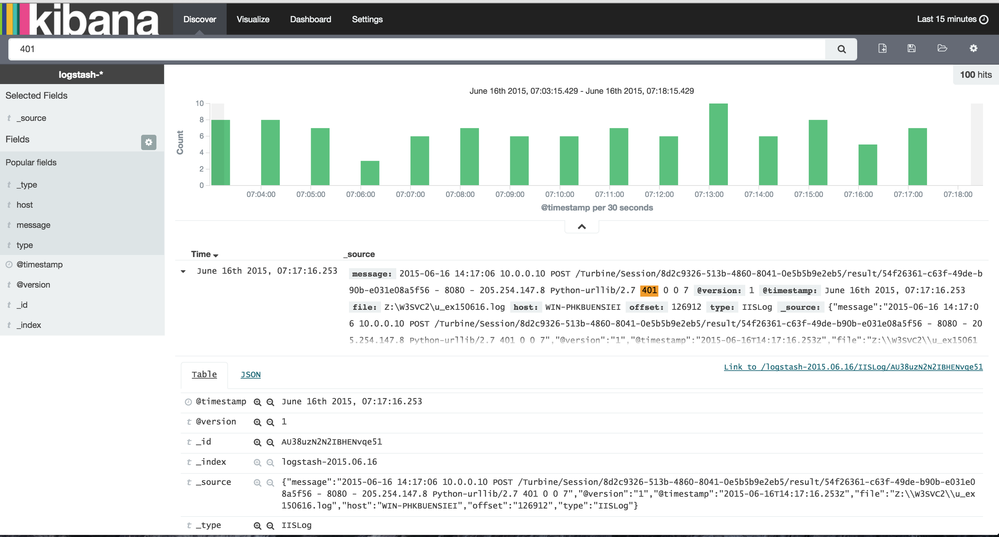 kibana
Discover Visualize Dashboard Settings Last 15 minutes
401
logstash-*
100 hits
Selected Fields
t _source
Fields
Popular fields
t _type
t host
t message
t type
@timestamp
t @version
t _id
t _index
June 16th 2015, 07:03:15.429 - June 16th 2015, 07:18:15.429
Count
10
8
6
4
2
0
07:04:00 07:05:00 07:06:00 07:07:00 07:08:00 07:09:00 07:10:00 07:11:00 07:12:00 07:13:00 07:14:00 07:15:00 07:16:00 07:17:00 07:18:00
@timestamp per 30 seconds
Time _source
June 16th 2015, 07:17:16.253
message: 2015-06-16 14:17:06 10.0.0.10 POST /Turbine/Session/8d2c9326-513b-4860-8041-0e5b5b9e2eb5/result/54f26361-c63f-49de-b
90b-e031e08a5f56 - 8080 - 205.254.147.8 Python-urllib/2.7 401 0 0 7 @version: 1 @timestamp: June 16th 2015, 07:17:16.253
file: Z:\W3SVC2\u_ex150616.log host: WIN-PHKBUENSIEI offset: 126912 type: IISLog _source: {"message":"2015-06-16 14:17:0
6 10.0.0.10 POST /Turbine/Session/8d2c9326-513b-4860-8041-0e5b5b9e2eb5/result/54f26361-c63f-49de-b90b-e031e08a5f56 - 8080 - 20
5.254.147.8 Python-urllib/2.7 401 0 0 7","@version":"1","@timestamp":"2015-06-16T14:17:16.253Z","file":"Z:\\W3SVC2\\u_ex15061
Table JSON Link to /logstash-2015.06.16/IISLog/AU38uzN2N2IBHENvqe51
@timestamp June 16th 2015, 07:17:16.253
t @version 1
t _id AU38uzN2N2IBHENvqe51
t _index logstash-2015.06.16
t _source {"message":"2015-06-16 14:17:06 10.0.0.10 POST /Turbine/Session/8d2c9326-513b-4860-8041-0e5b5b9e2eb5/result/54f26361-c63f-49de-b90b-e031e0
8a5f56 - 8080 - 205.254.147.8 Python-urllib/2.7 401 0 0 7","@version":"1","@timestamp":"2015-06-16T14:17:16.253Z","file":"Z:\\W3SVC2\\u_ex
150616.log","host":"WIN-PHKBUENSIEI","offset":"126912","type":"IISLog"}
t _type IISLog